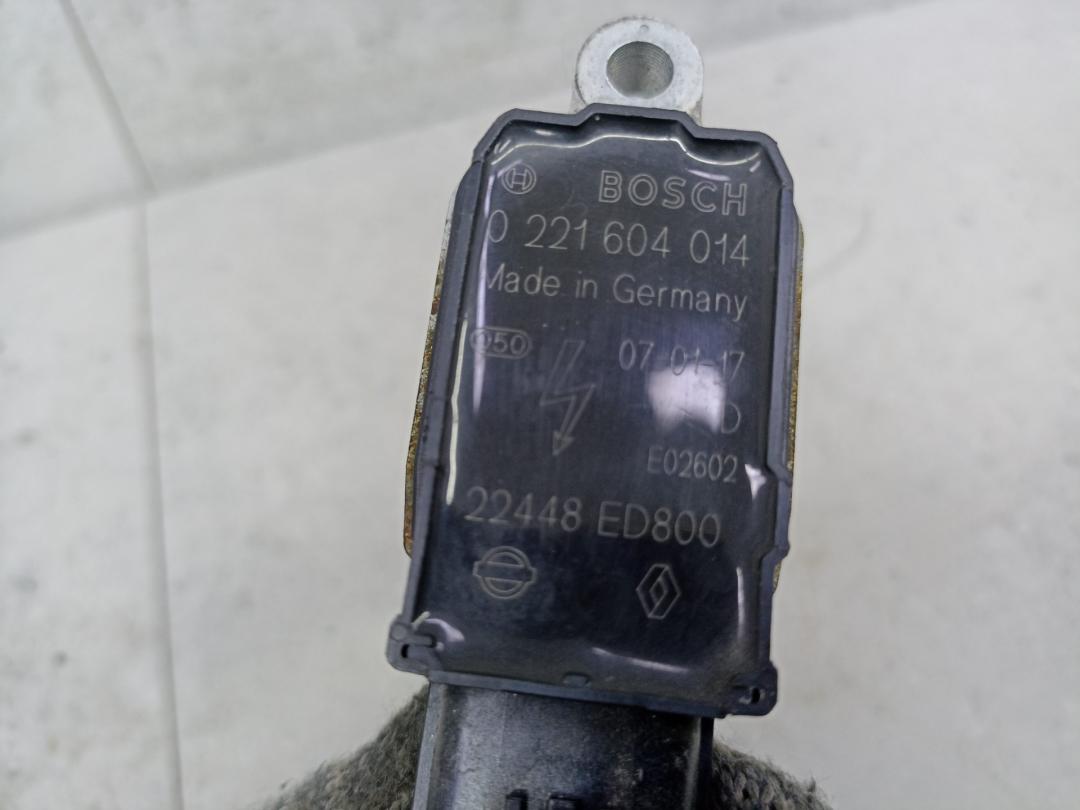 BOSCH
0 221 604 014
Made in Germany
07-01-17
D
E02602
22448 ED800